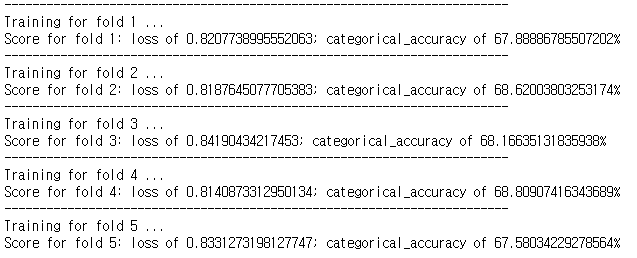 ------------------------------------------------------------------------
Training for fold 1 ...
Score for fold 1: loss of 0.8207738995552063; categorical_accuracy of 67.88886785507202%
------------------------------------------------------------------------
Training for fold 2 ...
Score for fold 2: loss of 0.8187645077705383; categorical_accuracy of 68.62003803253174%
------------------------------------------------------------------------
Training for fold 3 ...
Score for fold 3: loss of 0.84190434217453; categorical_accuracy of 68.16635131835938%
------------------------------------------------------------------------
Training for fold 4 ...
Score for fold 4: loss of 0.8140873312950134; categorical_accuracy of 68.80907416343689%
------------------------------------------------------------------------
Training for fold 5 ...
Score for fold 5: loss of 0.8331273198127747; categorical_accuracy of 67.58034229278564%